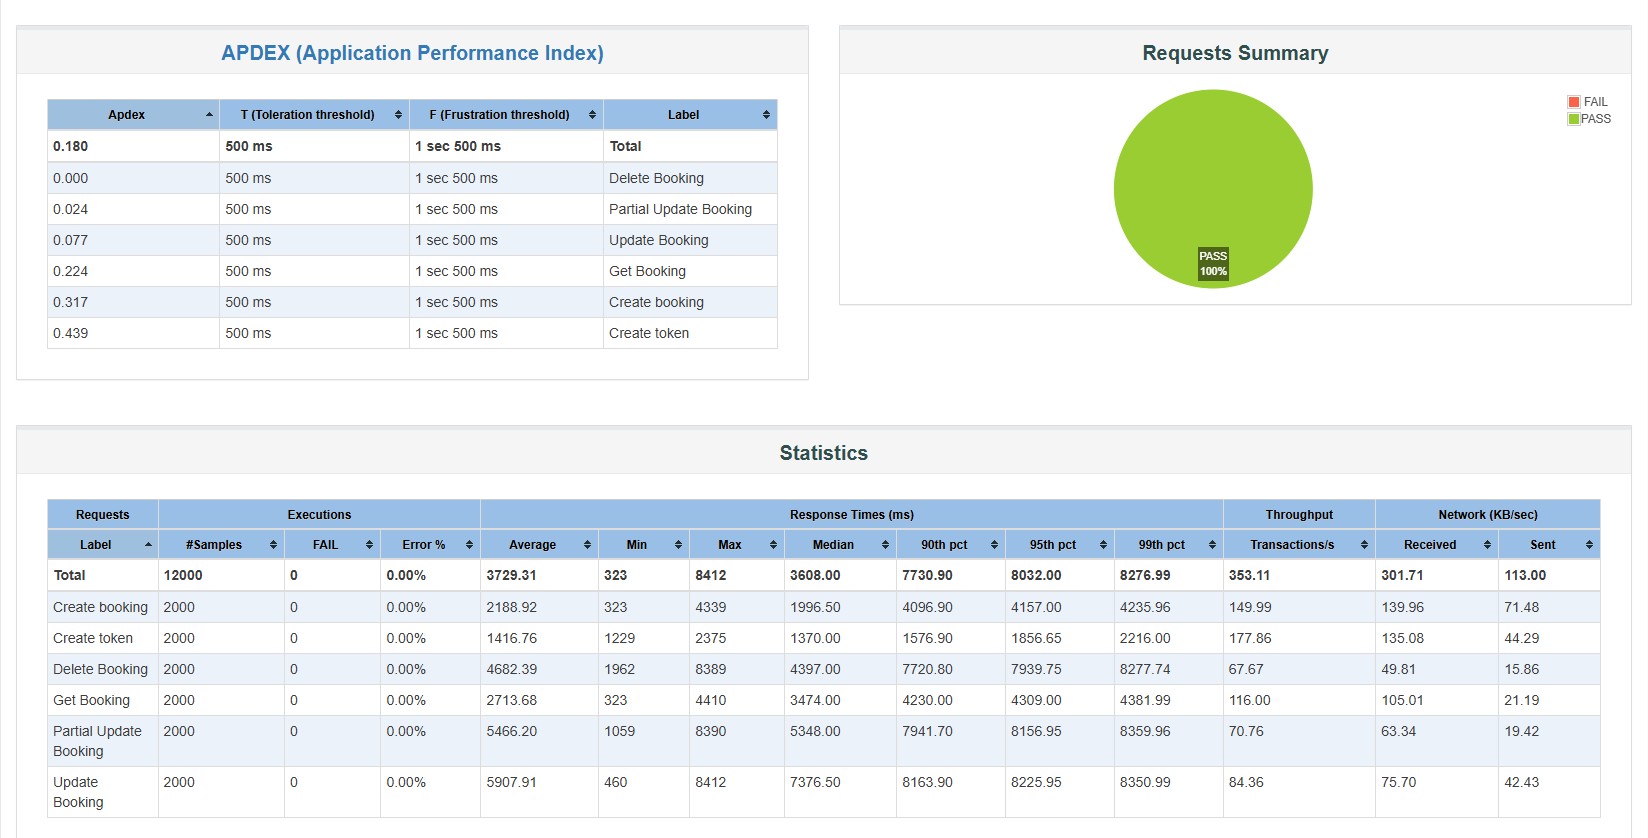 APDEX (Application Performance Index)
Apdex T (Toleration threshold) F (Frustration threshold) Label
0.180 500 ms 1 sec 500 ms Total
0.000 500 ms 1 sec 500 ms Delete Booking
0.024 500 ms 1 sec 500 ms Partial Update Booking
0.077 500 ms 1 sec 500 ms Update Booking
0.224 500 ms 1 sec 500 ms Get Booking
0.317 500 ms 1 sec 500 ms Create booking
0.439 500 ms 1 sec 500 ms Create token
Requests Summary
FAIL
PASS
PASS
100%
Statistics
Requests Executions Response Times (ms) Throughput Network (KB/sec)
Label #Samples FAIL Error % Average Min Max Median 90th pct 95th pct 99th pct Transactions/s Received Sent
Total 12000 0 0.00% 3729.31 323 8412 3608.00 7730.90 8032.00 8276.99 353.11 301.71 113.00
Create booking 2000 0 0.00% 2188.92 323 4339 1996.50 4096.90 4157.00 4235.96 149.99 139.96 71.48
Create token 2000 0 0.00% 1416.76 1229 2375 1370.00 1576.90 1856.65 2216.00 177.86 135.08 44.29
Delete Booking 2000 0 0.00% 4682.39 1962 8389 4397.00 7720.80 7939.75 8277.74 67.67 49.81 15.86
Get Booking 2000 0 0.00% 2713.68 323 4410 3474.00 4230.00 4309.00 4381.99 116.00 105.01 21.19
Partial Update 2000 0 0.00% 5466.20 1059 8390 5348.00 7941.70 8156.95 8359.96 70.76 63.34 19.42
Booking
Update 2000 0 0.00% 5907.91 460 8412 7376.50 8163.90 8225.95 8350.99 84.36 75.70 42.43
Booking